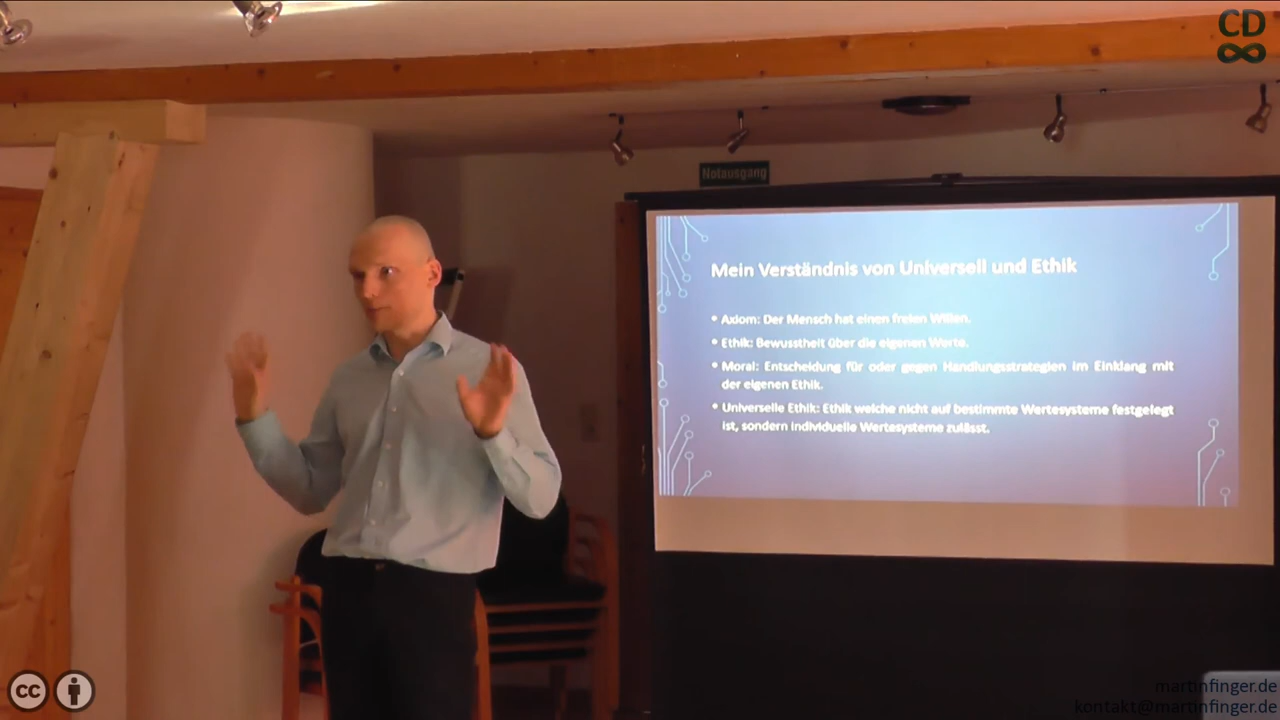 CD
Notausgang
Mein Verständnis von Universell und Ethik
• Axiom: Der Mensch hat einen freien Willen.
• Ethik: Bewusstheit über die eigenen Werte.
• Moral: Entscheidung für oder gegen Handlungsstrategien im Einklang mit
der eigenen Ethik.
• Universelle Ethik: Ethik welche nicht auf bestimmte Wertesysteme festgelegt
ist, sondern individuelle Wertesysteme zulässt.
cc
martinfinger.de
kontakt@martinfinger.de